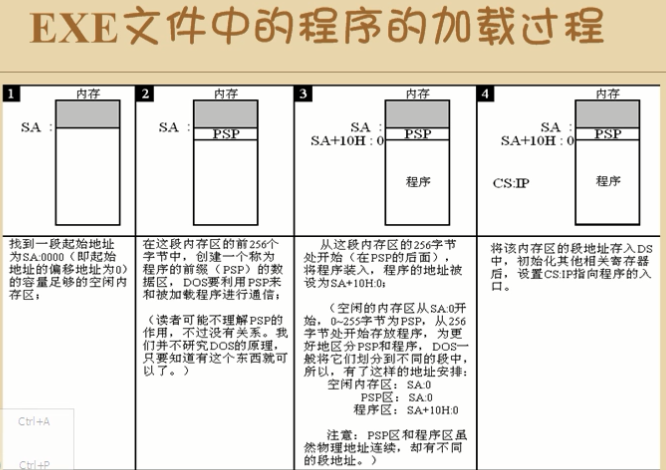 EXE文件中的程序的加载过程
1
内存
SA :
2
内存
SA :
PSP
3
内存
SA :
PSP
SA+10H : 0
程序
4
内存
SA :
PSP
SA+10H : 0
CS:IP
程序
找到一段起始地址
为SA:0000(即起始
地址的偏移地址为0)
的容量足够的空闲内
存区;
在这段内存区的前256个
字节中,创建一个称为
程序的前缀(PSP)的数
据区,DOS要利用PSP来
和被加载程序进行通信;
(读者可能不理解PSP的
作用,不过没有关系。我
们并不研究DOS的原理,
只要知道有这个东西就可
以了。)
从这段内存区的256字节
处开始(在PSP的后面),
将程序装入,程序的地址被
设为SA+10H:0;
(空闲的内存区从SA:0开
始,0~255字节为PSP,从256
字节处开始存放程序,为更
好地区分PSP和程序,DOS一
般将它们划分到不同的段中,
所以,有了这样的地址安排:
空闲内存区: SA:0
PSP区: SA:0
程序区: SA+10H:0
注意: PSP区和程序区虽
然物理地址连续,却有不同
的段地址。)
将该内存区的段地址存入DS
中,初始化其他相关寄存器
后,设置CS:IP指向程序的入
口。
Ctrl+A
Ctrl+P